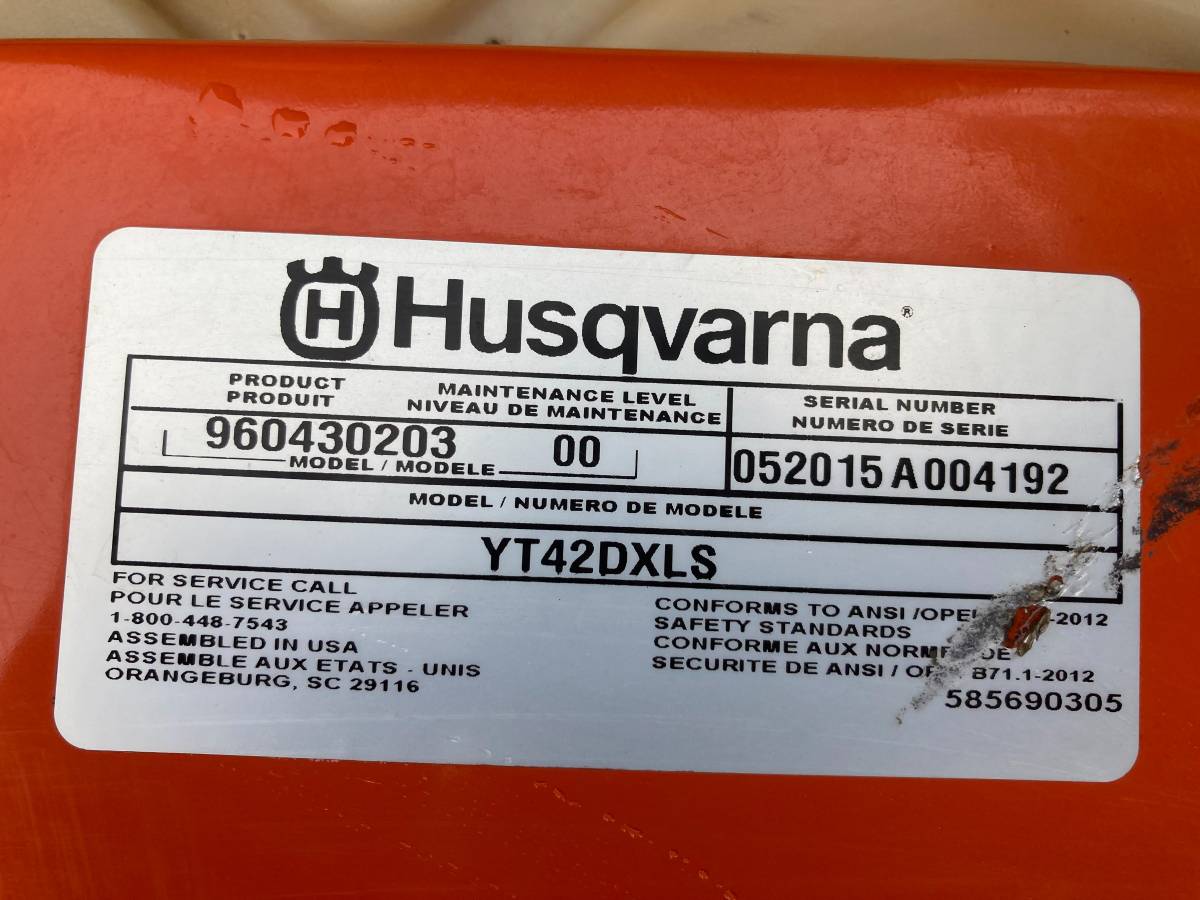 H Husqvarna®
PRODUCT
PRODUIT
MAINTENANCE LEVEL
NIVEAU DE MAINTENANCE
SERIAL NUMBER
NUMERO DE SERIE
960430203 00
MODEL / MODELE
052015A004192
MODEL / NUMERO DE MODELE
YT42DXLS
FOR SERVICE CALL
POUR LE SERVICE APPELER
1-800-448-7543
ASSEMBLED IN USA
ASSEMBLE AUX ETATS - UNIS
ORANGEBURG, SC 29116
CONFORMS TO ANSI / -2012
SAFETY STANDARDS
CONFORME AUX DE
SECURITE DE ANSI / B71.1-2012
585690305